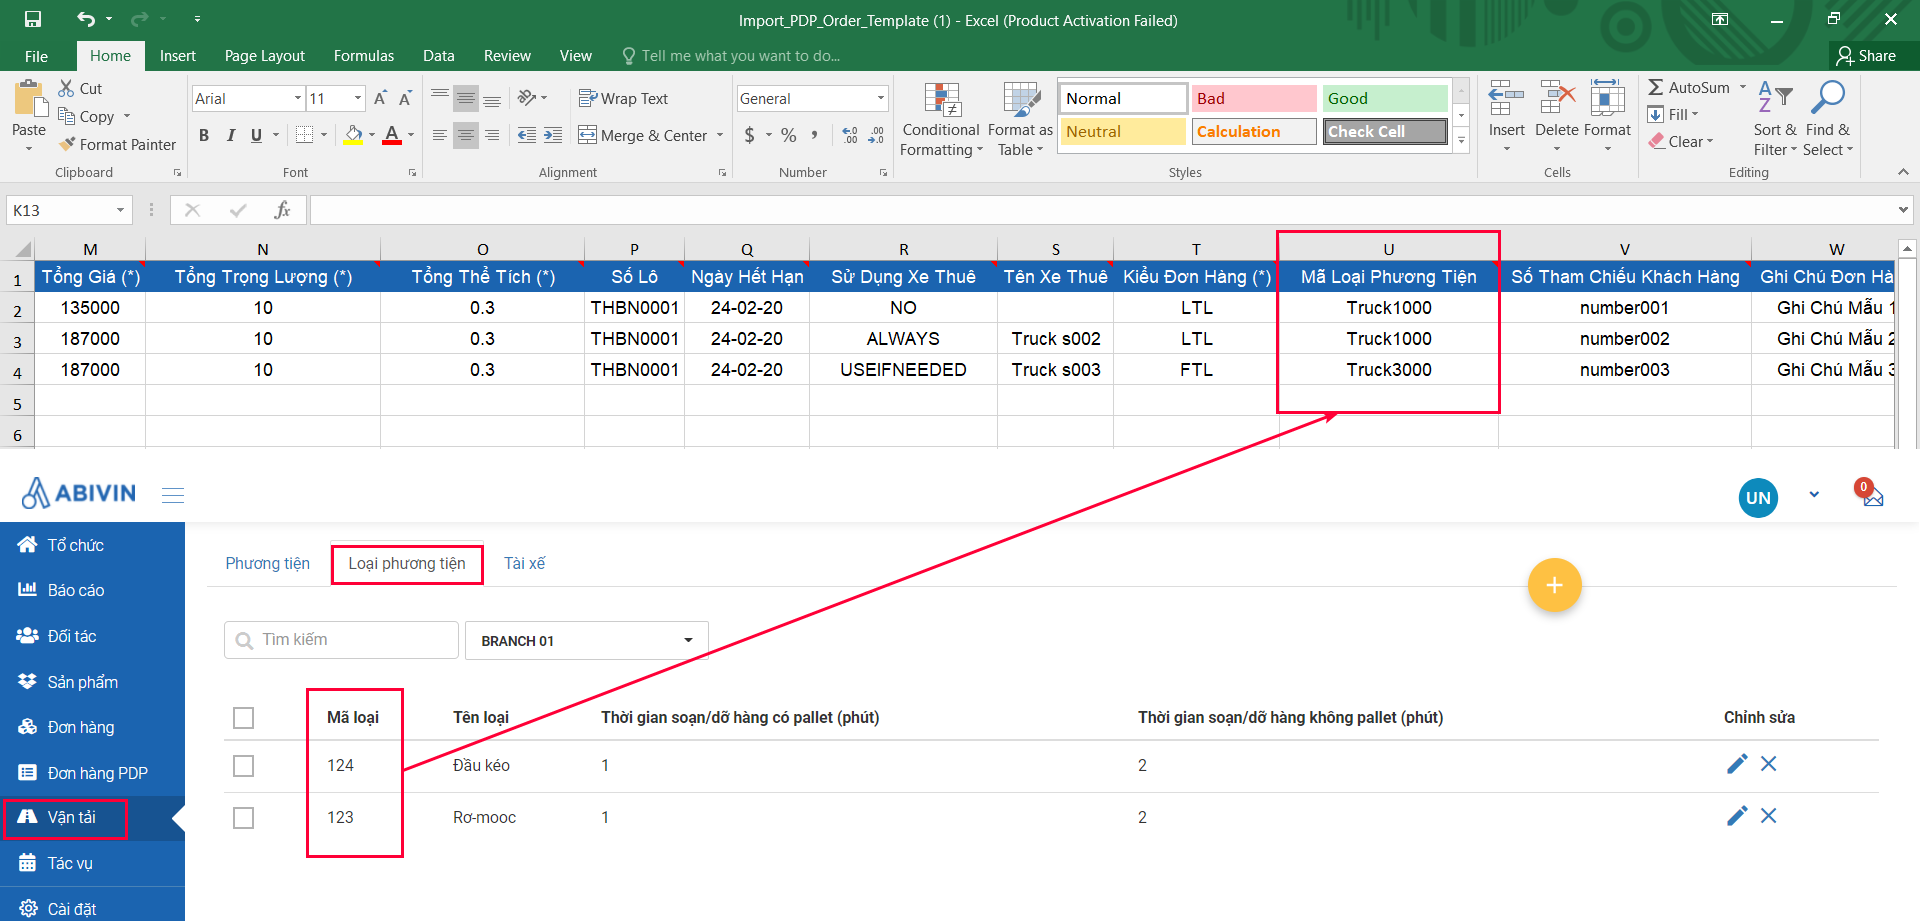 Import_PDP_Order_Template (1) - Excel (Product Activation Failed)
File Home Insert Page Layout Formulas Data Review View Tell me what you want to do... Share
Paste
Cut
Copy
Format Painter
Clipboard
Arial 11
B I U A
Font
Wrap Text
Merge & Center
Alignment
General
$ % ,
Number
Conditional Formatting
Format as Table
Normal Bad Good
Neutral Calculation Check Cell
Styles
Insert Delete Format
Cells
AutoSum
Fill
Clear
Sort & Filter
Find & Select
Editing
K13 fx
M N O P Q R S T U V W
1 Tổng Giá (*) Tổng Trọng Lượng (*) Tổng Thể Tích (*) Số Lô Ngày Hết Hạn Sử Dụng Xe Thuê Tên Xe Thuê Kiểu Đơn Hàng (*) Mã Loại Phương Tiện Số Tham Chiếu Khách Hàng Ghi Chú Đơn Hà
2 135000 10 0.3 THBN0001 24-02-20 NO LTL Truck1000 number001 Ghi Chú Mẫu 1
3 187000 10 0.3 THBN0001 24-02-20 ALWAYS Truck s002 LTL Truck1000 number002 Ghi Chú Mẫu 2
4 187000 10 0.3 THBN0001 24-02-20 USEIFNEEDED Truck s003 FTL Truck3000 number003 Ghi Chú Mẫu 3
5
6
ABIVIN
UN 0
Tổ chức
Báo cáo
Đối tác
Sản phẩm
Đơn hàng
Đơn hàng PDP
Vận tải
Tác vụ
Cài đặt
Phương tiện Loại phương tiện Tài xế
+
Tìm kiếm BRANCH 01
Mã loại Tên loại Thời gian soạn/dỡ hàng có pallet (phút) Thời gian soạn/dỡ hàng không pallet (phút) Chỉnh sửa
124 Đầu kéo 1 2
123 Rơ-mooc 1 2